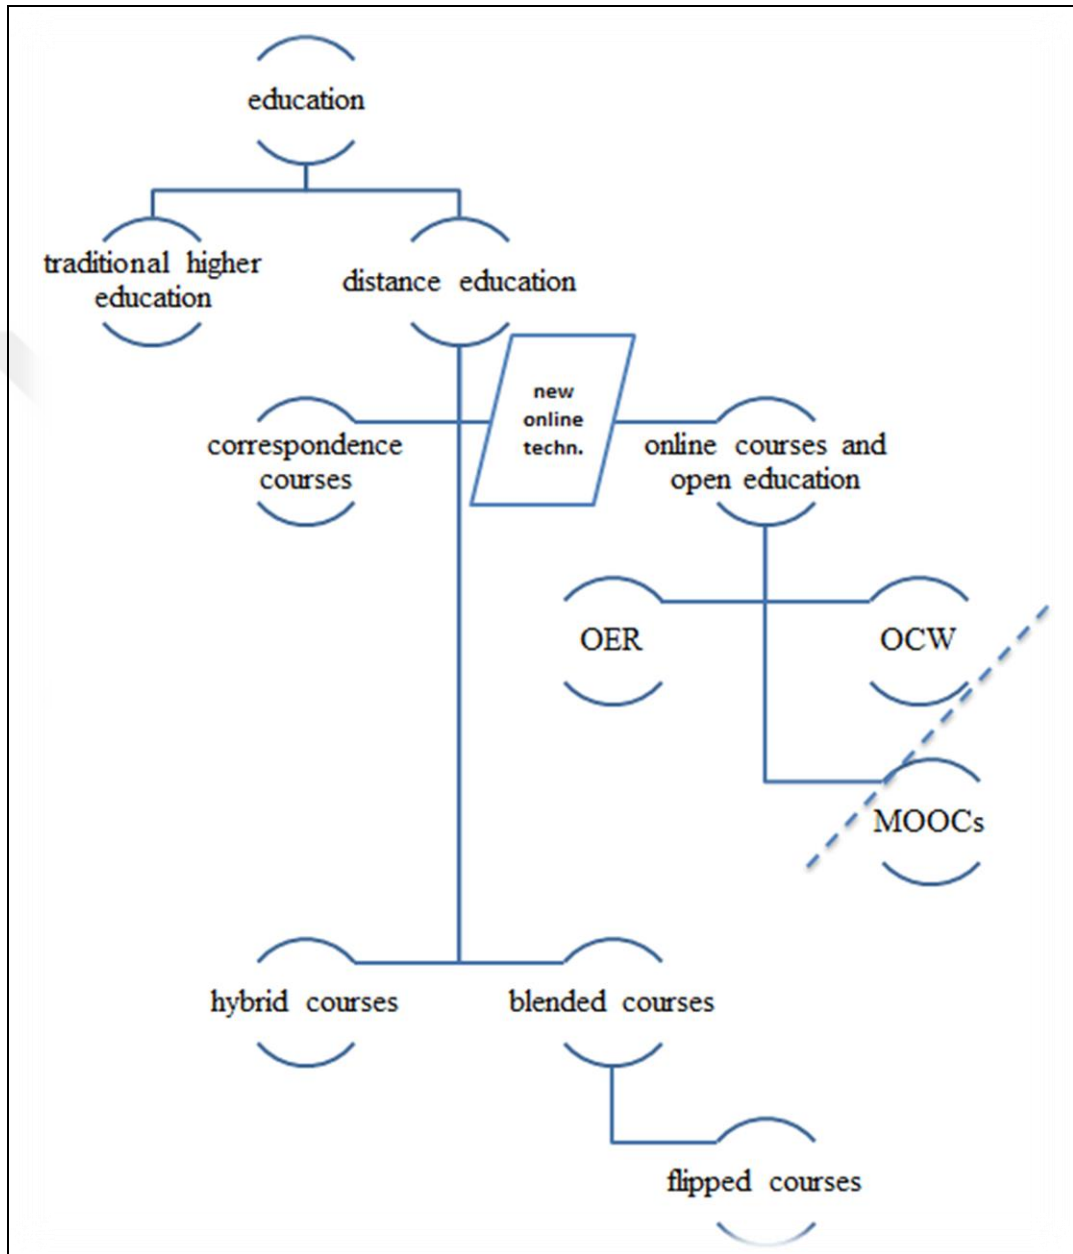 education
traditional higher
education
distance education
new
online
techn.
correspondence
courses
online courses and
open education
OER
OCW
MOOCs
hybrid courses
blended courses
flipped courses